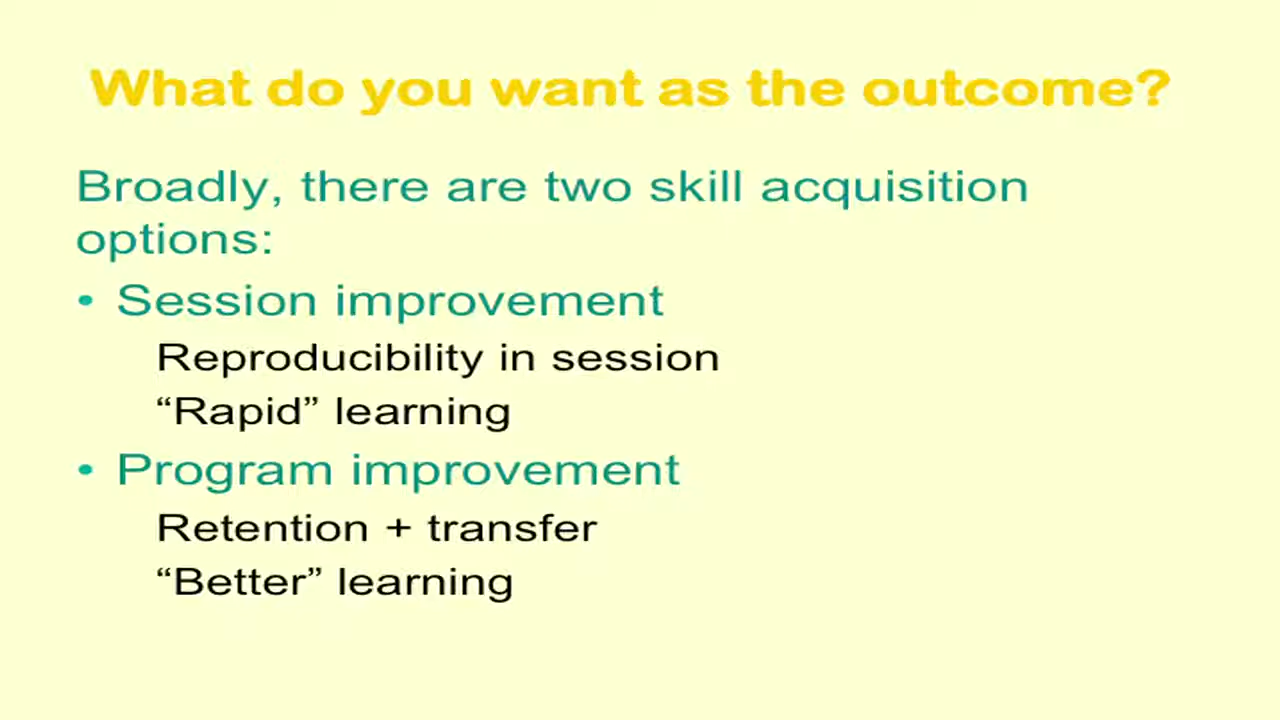 What do you want as the outcome?
Broadly, there are two skill acquisition
options:
• Session improvement
Reproducibility in session
“Rapid” learning
• Program improvement
Retention + transfer
“Better” learning